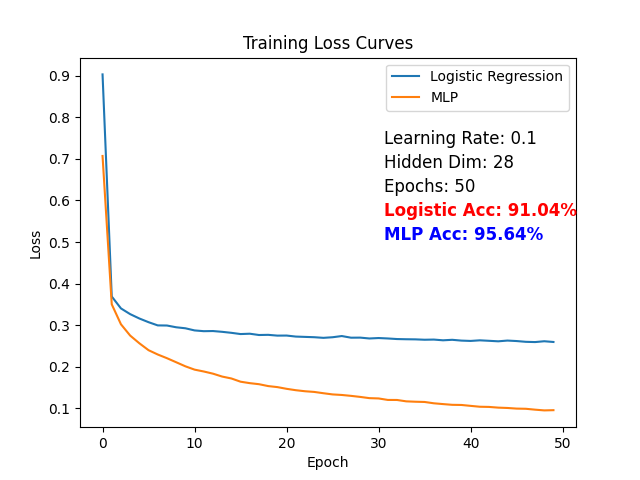 Training Loss Curves
Logistic Regression
MLP
Learning Rate: 0.1
Hidden Dim: 28
Epochs: 50
Logistic Acc: 91.04%
MLP Acc: 95.64%
Loss
0.9
0.8
0.7
0.6
0.5
0.4
0.3
0.2
0.1
0 10 20 30 40 50
Epoch